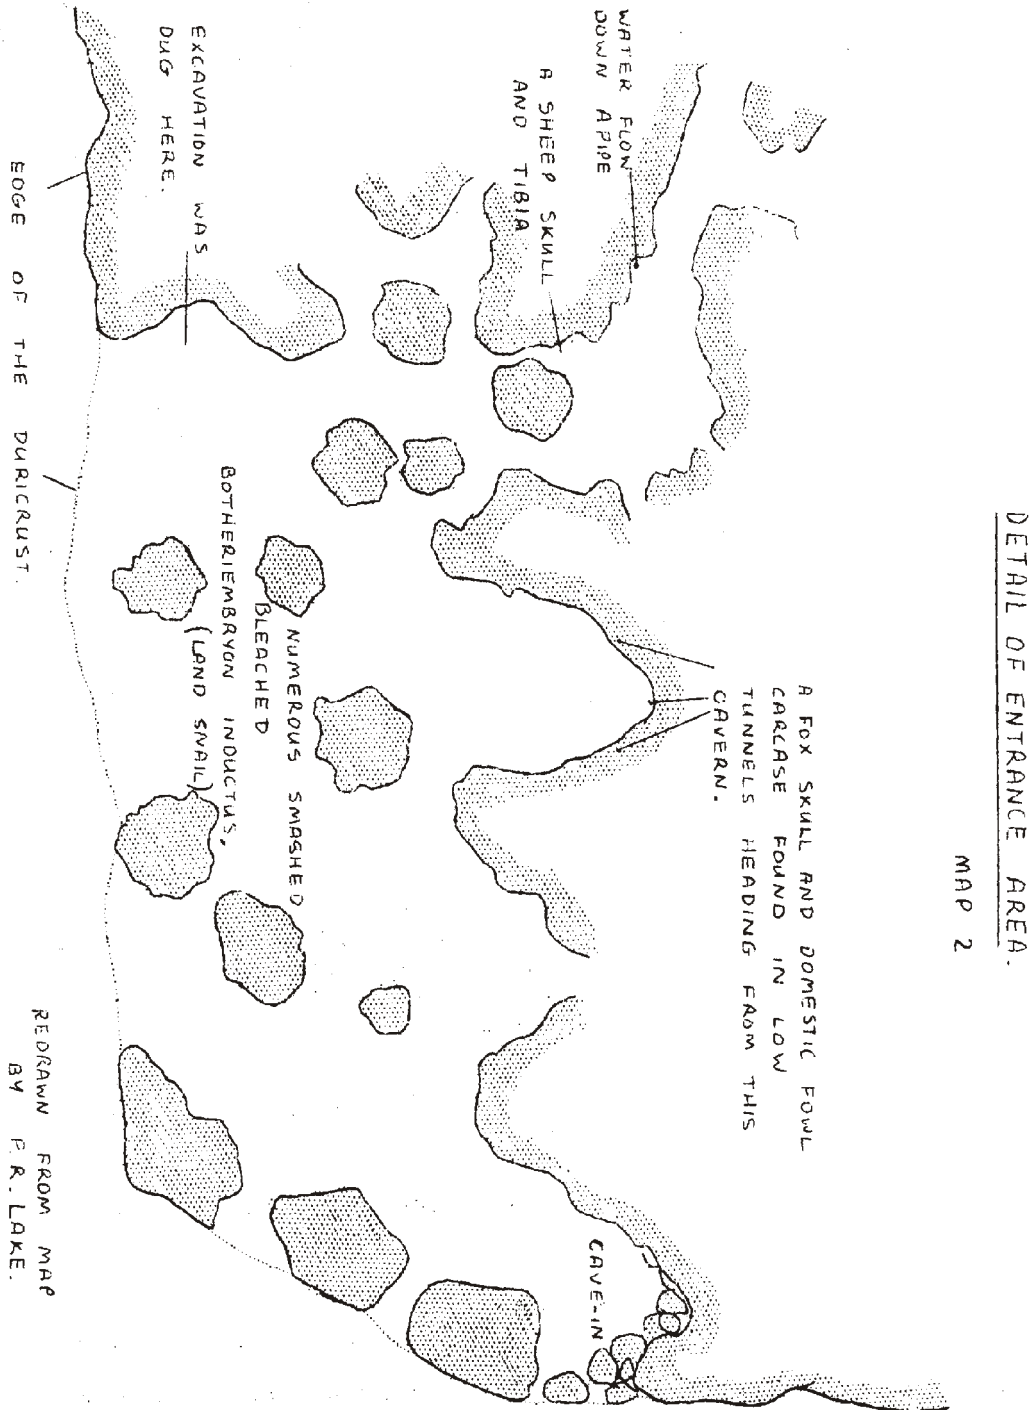 DETAIL OF ENTRANCE AREA.
MAP 2
WATER FLOW
DOWN A PIPE
A SHEEP SKULL
AND TIBIA
EXCAVATION WAS
DUG HERE.
EDGE OF THE DURICRUST.
A FOX SKULL AND DOMESTIC FOWL
CARCASE FOUND IN LOW
TUNNELS HEADING FROM THIS
CAVERN.
NUMEROUS SMASHED
BLEACHED
BOTHERIEMBRYON INDUCTUS,
(LAND SNAIL)
CAVE-IN
REDRAWN FROM MAP
BY F. R. LAKE.